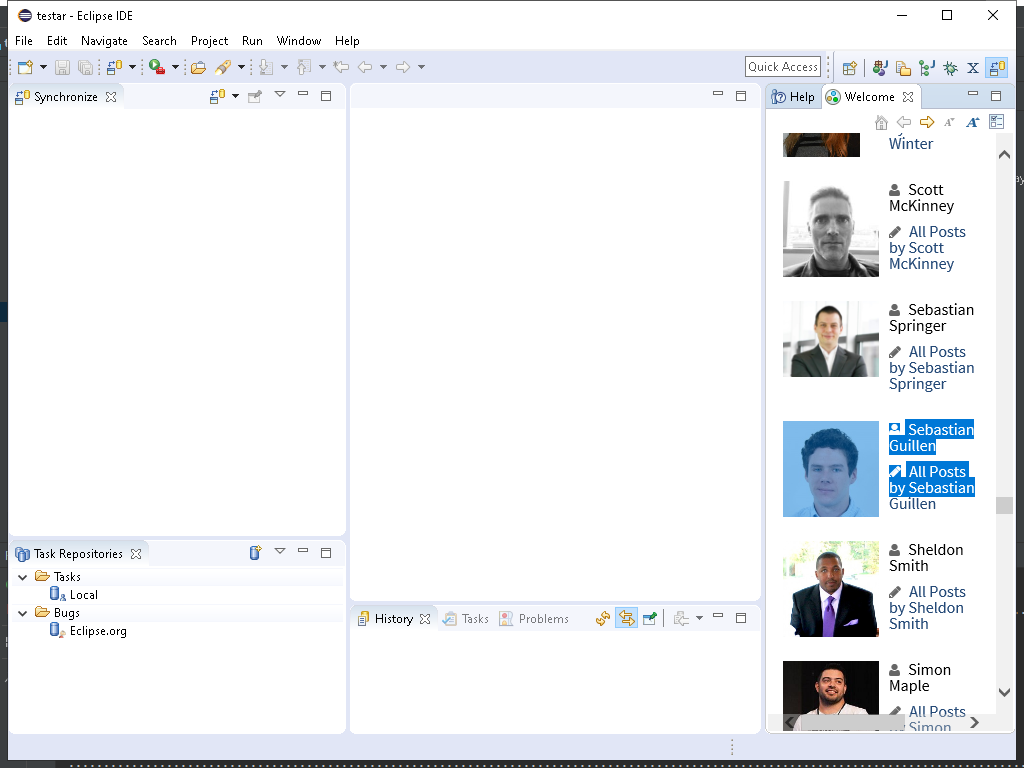 testar - Eclipse IDE
File Edit Navigate Search Project Run Window Help
Quick Access
Synchronize
Help Welcome
Winter
Scott
McKinney
All Posts
by Scott
McKinney
Sebastian
Springer
All Posts
by Sebastian
Springer
Sebastian
Guillen
All Posts
by Sebastian
Guillen
Sheldon
Smith
All Posts
by Sheldon
Smith
Simon
Maple
All Posts
by Simon
Task Repositories
Tasks
Local
Bugs
Eclipse.org
History Tasks Problems